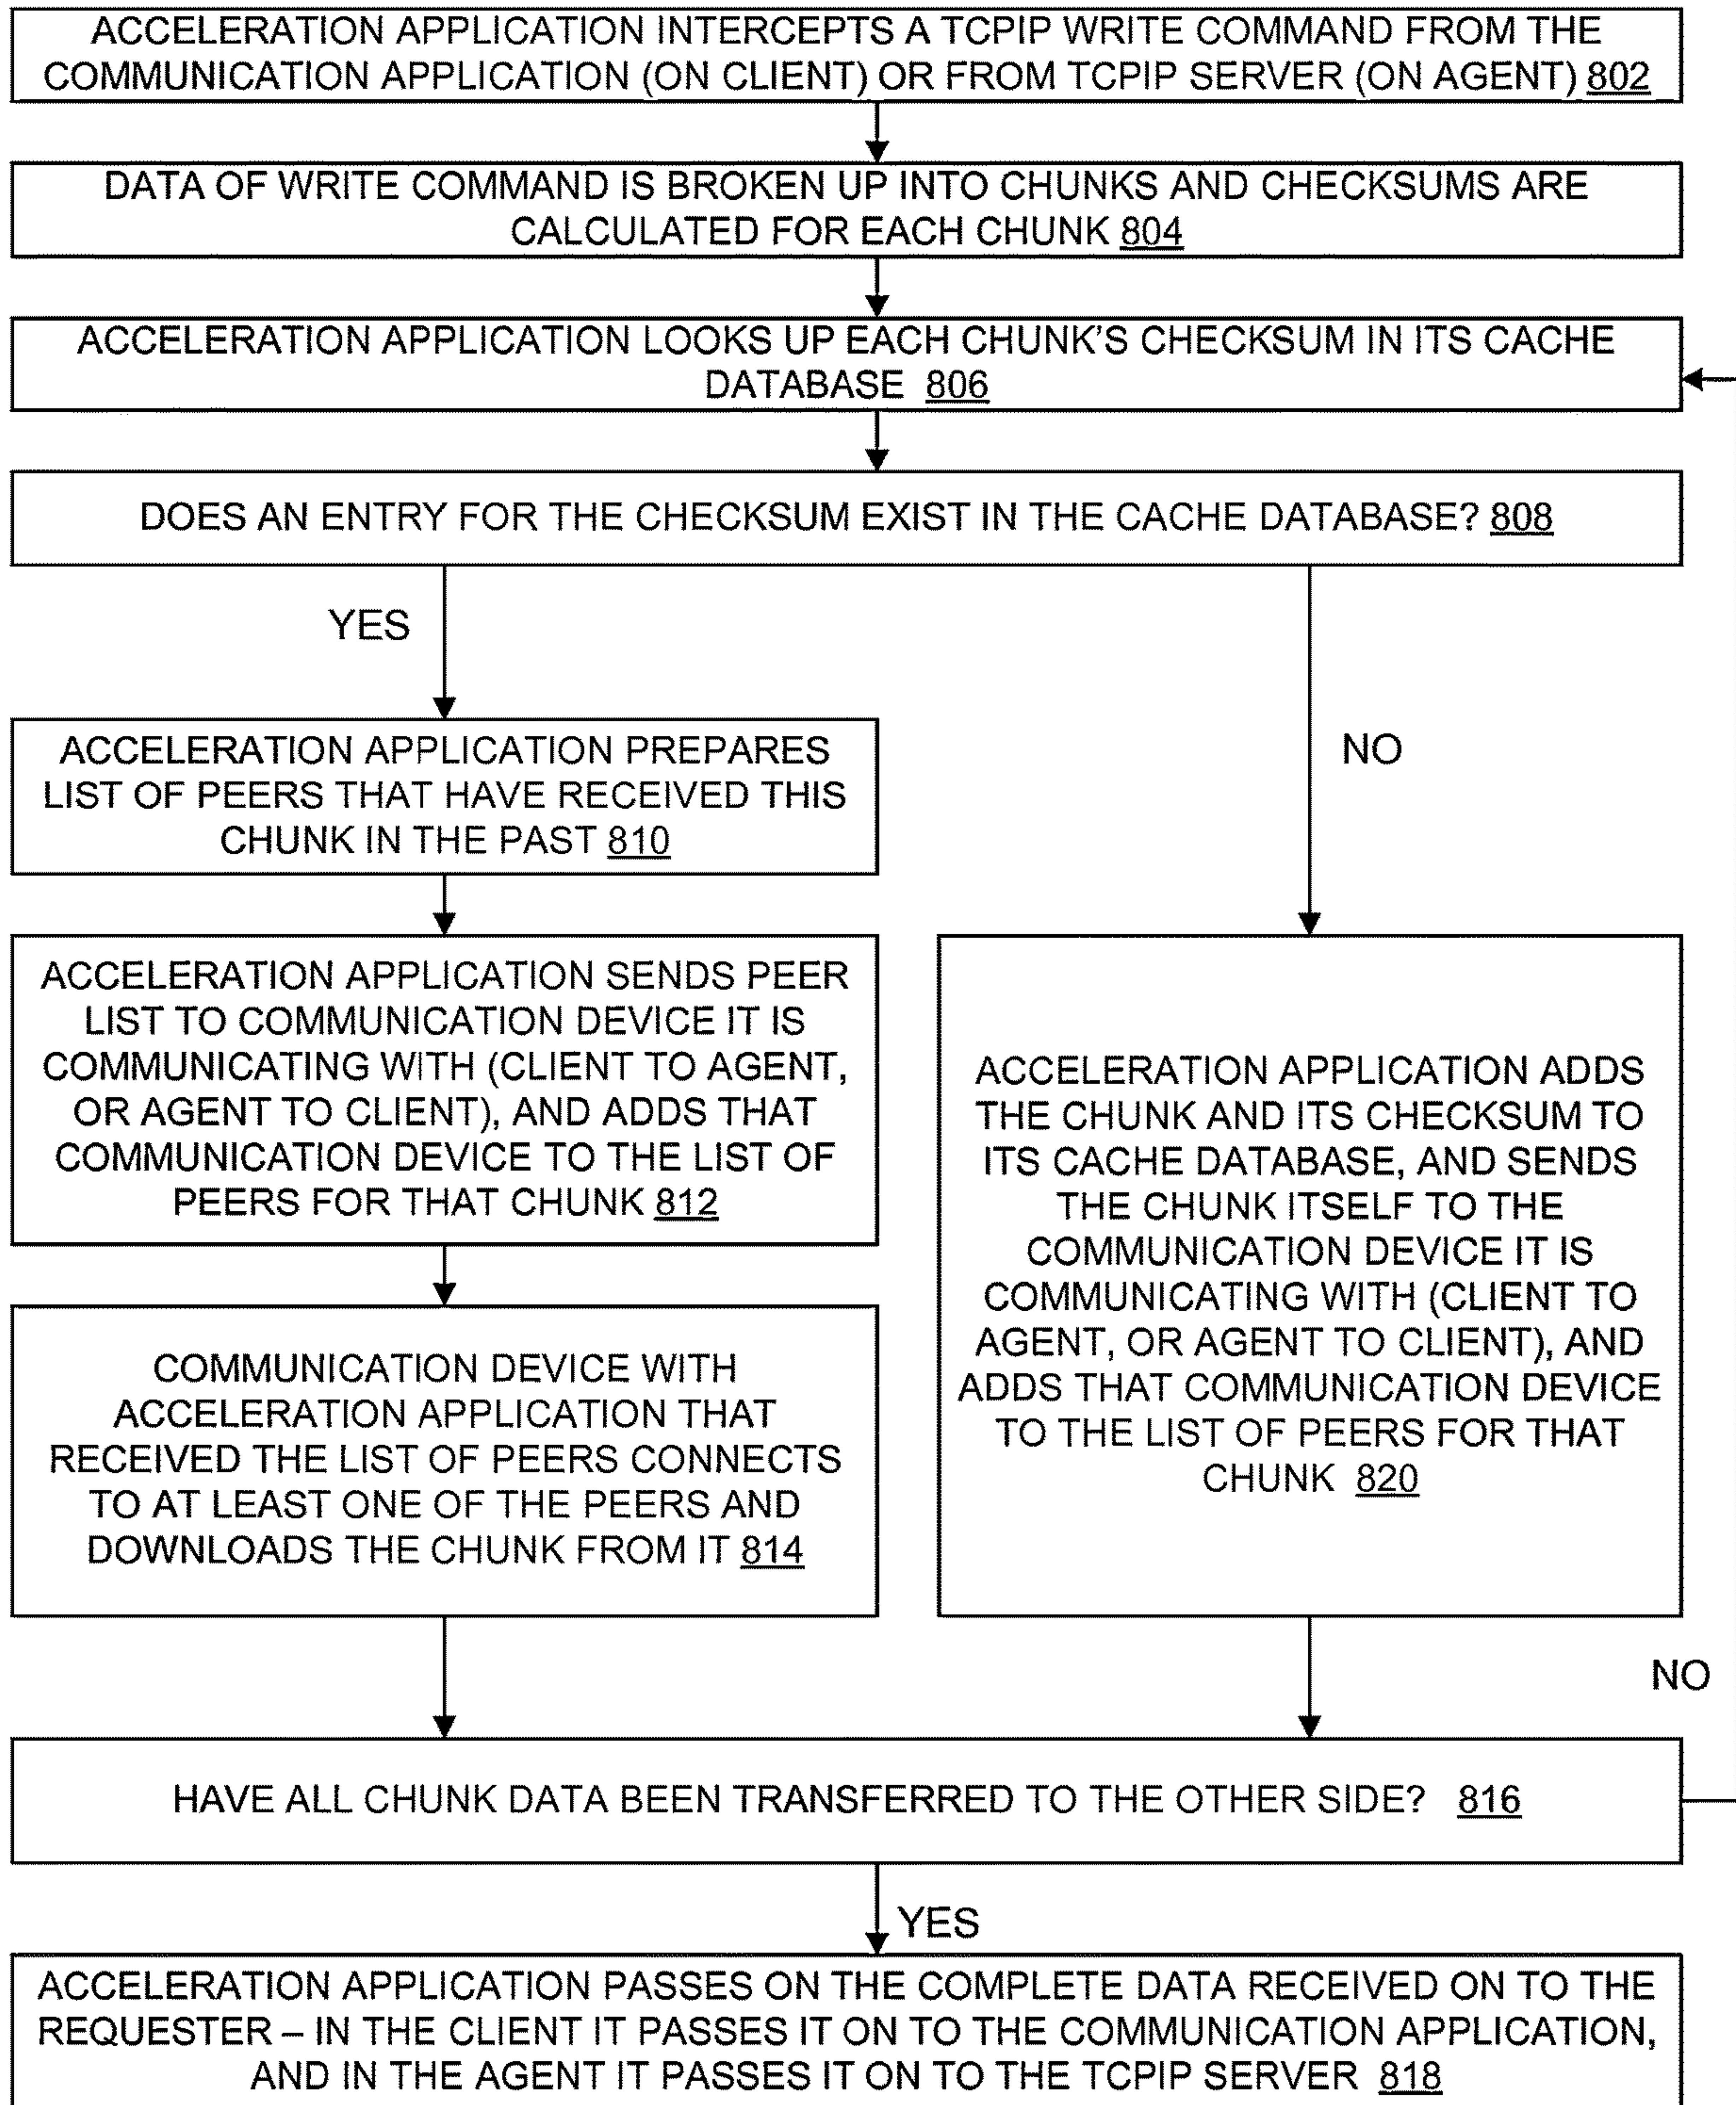 ACCELERATION APPLICATION INTERCEPTS A TCPIP WRITE COMMAND FROM THE
COMMUNICATION APPLICATION (ON CLIENT) OR FROM TCPIP SERVER (ON AGENT) 802
DATA OF WRITE COMMAND IS BROKEN UP INTO CHUNKS AND CHECKSUMS ARE
CALCULATED FOR EACH CHUNK 804
ACCELERATION APPLICATION LOOKS UP EACH CHUNK'S CHECKSUM IN ITS CACHE
DATABASE 806
DOES AN ENTRY FOR THE CHECKSUM EXIST IN THE CACHE DATABASE? 808
YES
NO
ACCELERATION APPLICATION PREPARES
LIST OF PEERS THAT HAVE RECEIVED THIS
CHUNK IN THE PAST 810
ACCELERATION APPLICATION SENDS PEER
LIST TO COMMUNICATION DEVICE IT IS
COMMUNICATING WITH (CLIENT TO AGENT,
OR AGENT TO CLIENT), AND ADDS THAT
COMMUNICATION DEVICE TO THE LIST OF
PEERS FOR THAT CHUNK 812
COMMUNICATION DEVICE WITH
ACCELERATION APPLICATION THAT
RECEIVED THE LIST OF PEERS CONNECTS
TO AT LEAST ONE OF THE PEERS AND
DOWNLOADS THE CHUNK FROM IT 814
ACCELERATION APPLICATION ADDS
THE CHUNK AND ITS CHECKSUM TO
ITS CACHE DATABASE, AND SENDS
THE CHUNK ITSELF TO THE
COMMUNICATION DEVICE IT IS
COMMUNICATING WITH (CLIENT TO
AGENT, OR AGENT TO CLIENT), AND
ADDS THAT COMMUNICATION DEVICE
TO THE LIST OF PEERS FOR THAT
CHUNK 820
NO
HAVE ALL CHUNK DATA BEEN TRANSFERRED TO THE OTHER SIDE? 816
YES
ACCELERATION APPLICATION PASSES ON THE COMPLETE DATA RECEIVED ON TO THE
REQUESTER – IN THE CLIENT IT PASSES IT ON TO THE COMMUNICATION APPLICATION,
AND IN THE AGENT IT PASSES IT ON TO THE TCPIP SERVER 818